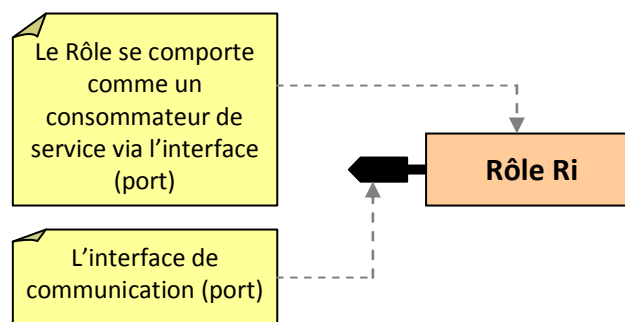 Le Rôle se comporte
comme un
consommateur de
service via l’interface
(port)
Rôle Ri
L’interface de
communication (port)